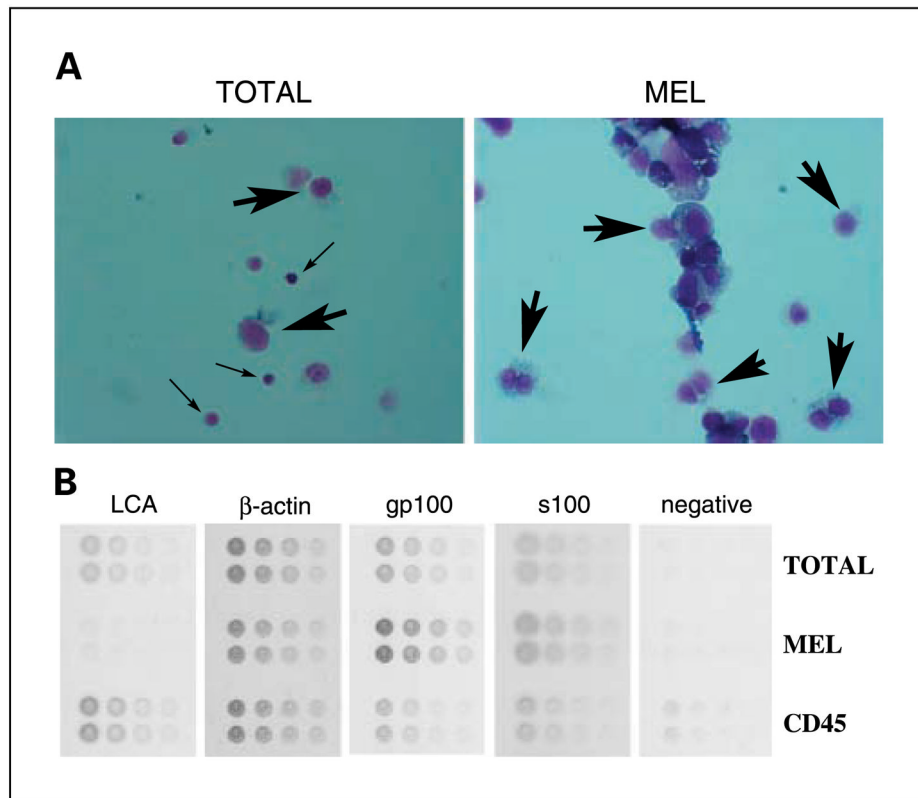 A
TOTAL MEL
B
LCA β-actin gp100 s100 negative
TOTAL
MEL
CD45